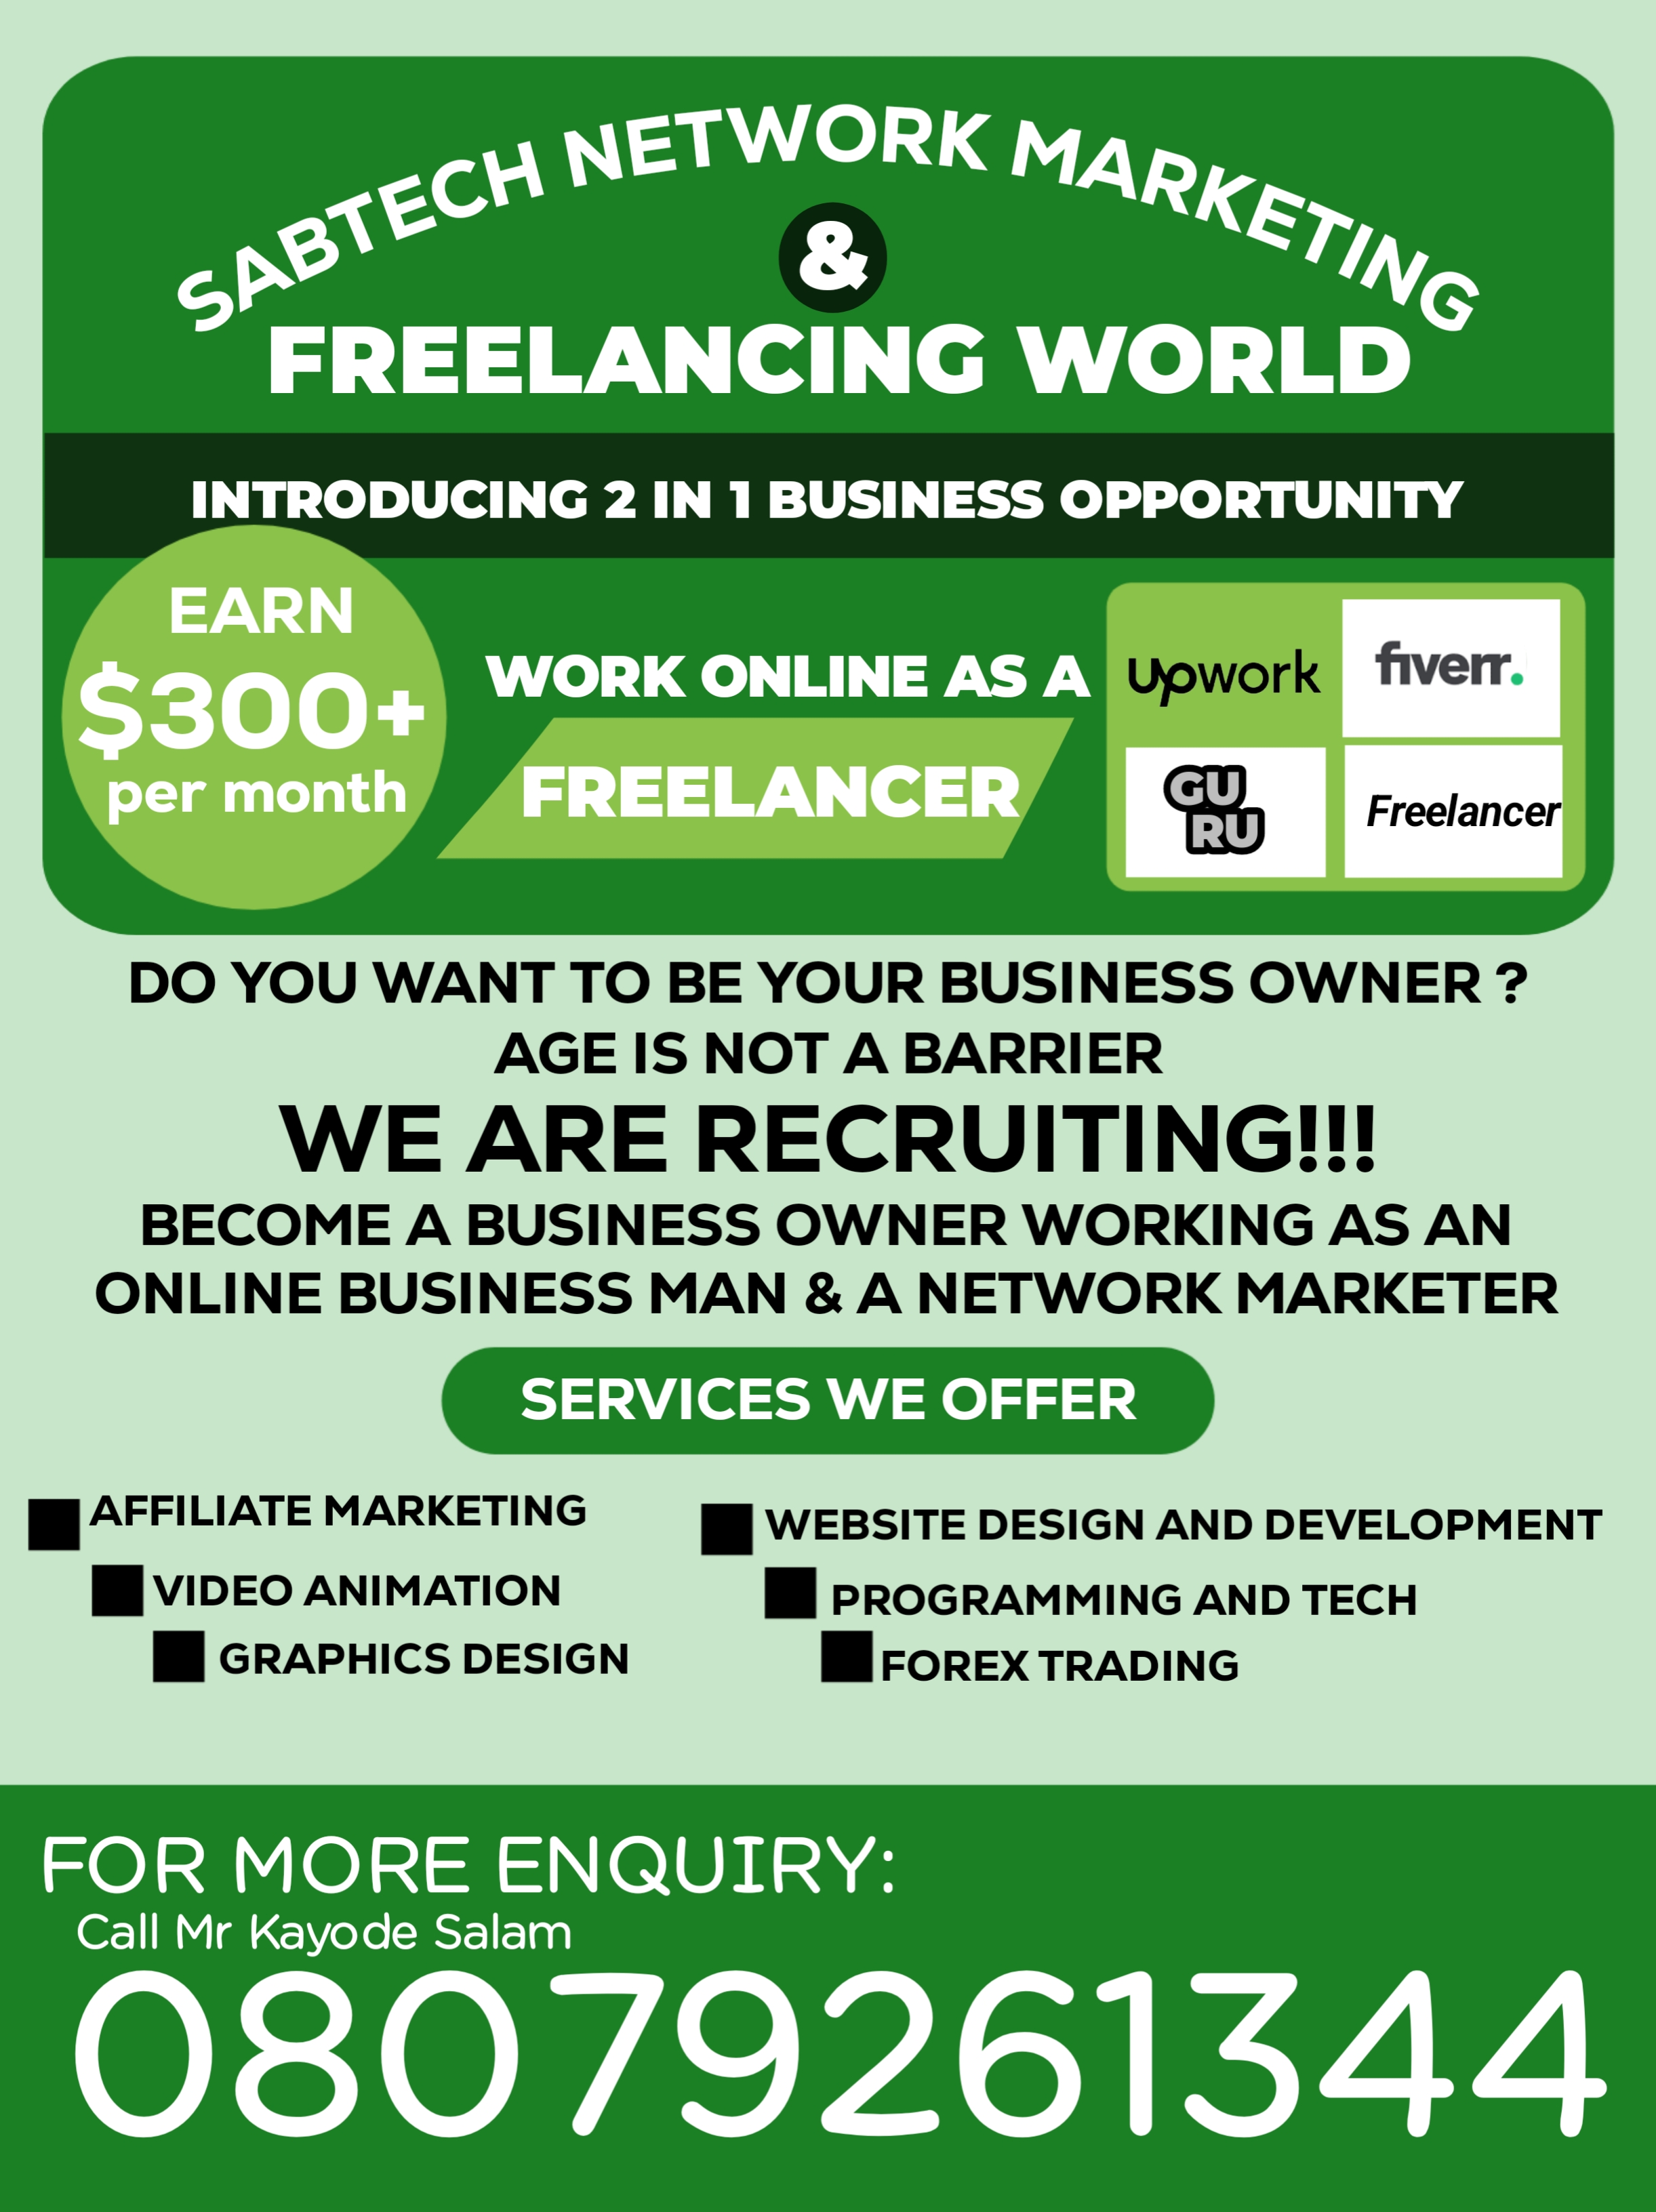 SABTECH NETWORK MARKETING
&
FREELANCING WORLD
INTRODUCING 2 IN 1 BUSINESS OPPORTUNITY
EARN
$300+
per month
WORK ONLINE AS A
FREELANCER
upwork
fiverr.
GU
RU
Freelancer
DO YOU WANT TO BE YOUR BUSINESS OWNER ?
AGE IS NOT A BARRIER
WE ARE RECRUITING!!!
BECOME A BUSINESS OWNER WORKING AS AN
ONLINE BUSINESS MAN & A NETWORK MARKETER
SERVICES WE OFFER
AFFILIATE MARKETING
VIDEO ANIMATION
GRAPHICS DESIGN
WEBSITE DESIGN AND DEVELOPMENT
PROGRAMMING AND TECH
FOREX TRADING
FOR MORE ENQUIRY:
Call Mr Kayode Salam
08079261344